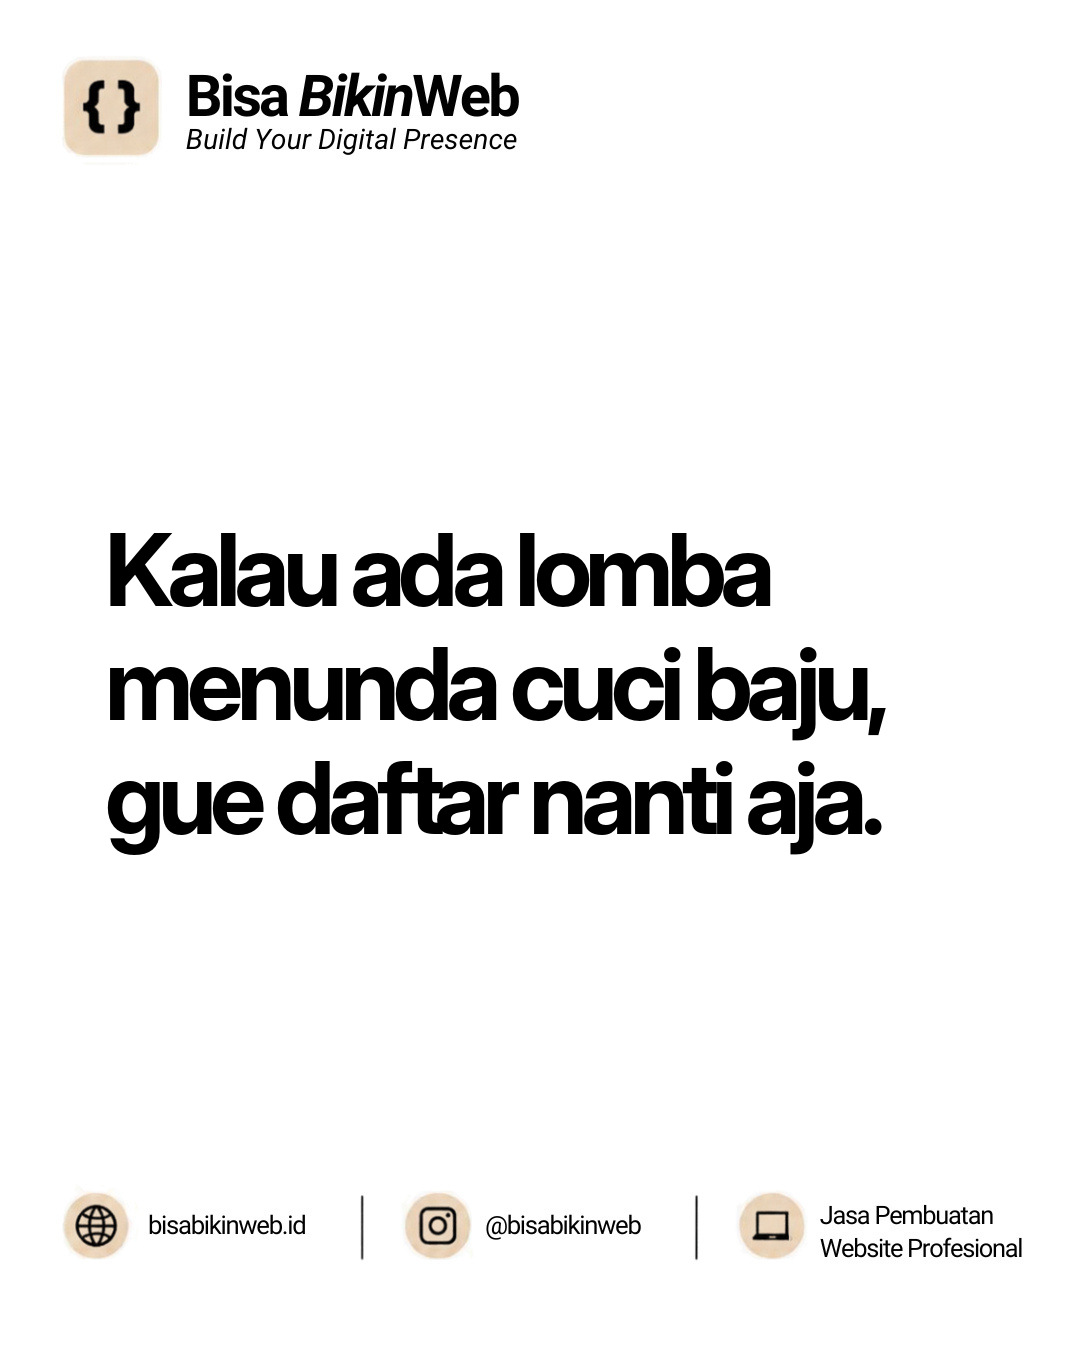 Bisa BikinWeb
Build Your Digital Presence
Kalau ada lomba
menunda cuci baju,
gue daftar nanti aja.
bisabikinweb.id
@bisabikinweb
Jasa Pembuatan
Website Profesional